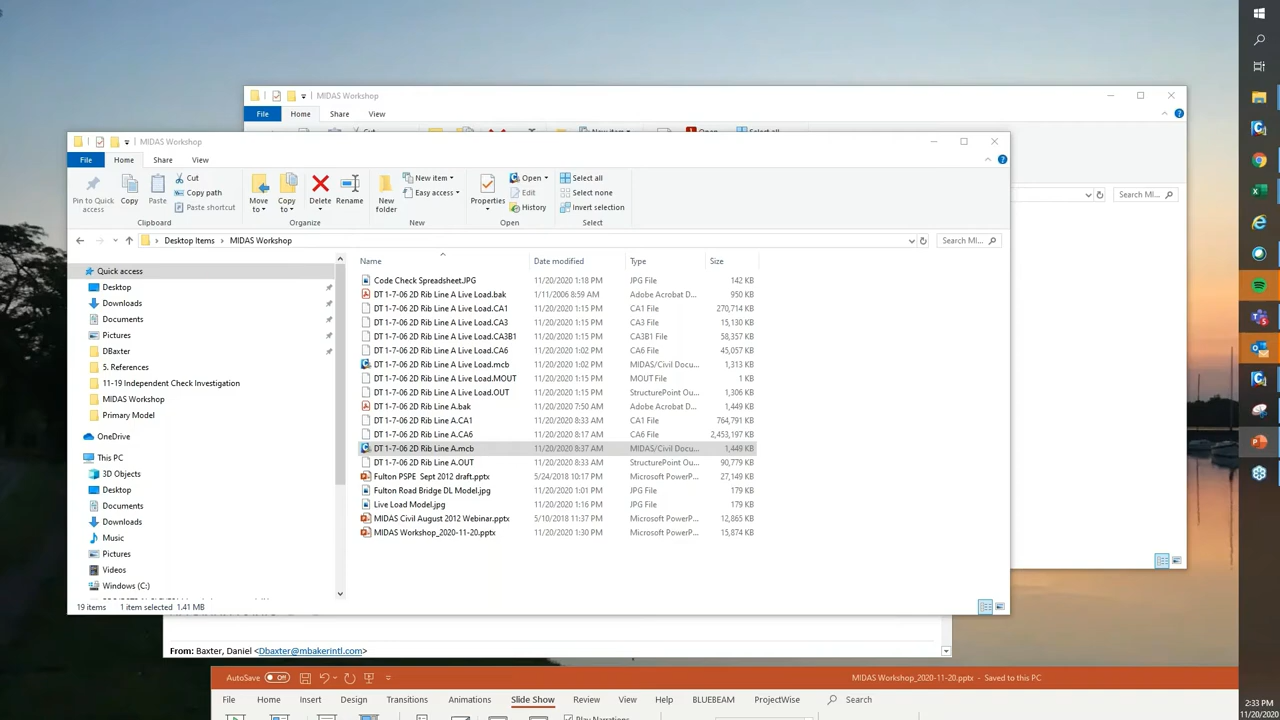 MIDAS Workshop
File Home Share View
MIDAS Workshop
File Home Share View
Pin to Quick access
Copy
Paste
Cut
Copy path
Paste shortcut
Clipboard
Move to
Copy to
Delete
Rename
Organize
New folder
New item
Easy access
New
Properties
Open
Edit
History
Open
Select all
Select none
Invert selection
Select
Search MI...
Desktop Items > MIDAS Workshop
Search MI...
Quick access
Desktop
Downloads
Documents
Pictures
DBaxter
5. References
11-19 Independent Check Investigation
MIDAS Workshop
Primary Model
OneDrive
This PC
3D Objects
Desktop
Documents
Downloads
Music
Pictures
Videos
Windows (C:)
Name Date modified Type Size
Code Check Spreadsheet.JPG 11/20/2020 1:18 PM JPG File 142 KB
DT 1-7-06 2D Rib Line A Live Load.bak 1/11/2006 8:59 AM Adobe Acrobat D... 950 KB
DT 1-7-06 2D Rib Line A Live Load.CA1 11/20/2020 1:15 PM CA1 File 270,714 KB
DT 1-7-06 2D Rib Line A Live Load.CA3 11/20/2020 1:15 PM CA3 File 15,130 KB
DT 1-7-06 2D Rib Line A Live Load.CA3B1 11/20/2020 1:15 PM CA3B1 File 58,357 KB
DT 1-7-06 2D Rib Line A Live Load.CA6 11/20/2020 1:02 PM CA6 File 45,057 KB
DT 1-7-06 2D Rib Line A Live Load.mcb 11/20/2020 1:02 PM MIDAS/Civil Docu... 1,313 KB
DT 1-7-06 2D Rib Line A Live Load.MOUT 11/20/2020 1:15 PM MOUT File 1 KB
DT 1-7-06 2D Rib Line A Live Load.OUT 11/20/2020 1:15 PM StructurePoint Ou... 1,306 KB
DT 1-7-06 2D Rib Line A.bak 11/20/2020 7:50 AM Adobe Acrobat D... 1,449 KB
DT 1-7-06 2D Rib Line A.CA1 11/20/2020 8:33 AM CA1 File 764,791 KB
DT 1-7-06 2D Rib Line A.CA6 11/20/2020 8:17 AM CA6 File 2,453,197 KB
DT 1-7-06 2D Rib Line A.mcb 11/20/2020 8:37 AM MIDAS/Civil Docu... 1,449 KB
DT 1-7-06 2D Rib Line A.OUT 11/20/2020 8:33 AM StructurePoint Ou... 90,779 KB
Fulton PSPE Sept 2012 draft.pptx 5/24/2018 10:17 PM Microsoft PowerP... 27,149 KB
Fulton Road Bridge DL Model.jpg 11/20/2020 1:01 PM JPG File 179 KB
Live Load Model.jpg 11/20/2020 1:16 PM JPG File 179 KB
MIDAS Civil August 2012 Webinar.pptx 5/10/2018 11:37 PM Microsoft PowerP... 12,865 KB
MIDAS Workshop_2020-11-20.pptx 11/20/2020 1:30 PM Microsoft PowerP... 15,874 KB
19 items 1 item selected 1.41 MB
From: Baxter, Daniel <Dbaxter@mbakerintl.com>
AutoSave Off MIDAS Workshop_2020-11-20.pptx - Saved to this PC
File Home Insert Design Transitions Animations Slide Show Review View Help BLUEBEAM ProjectWise Search
2:33 PM
11/20/2020